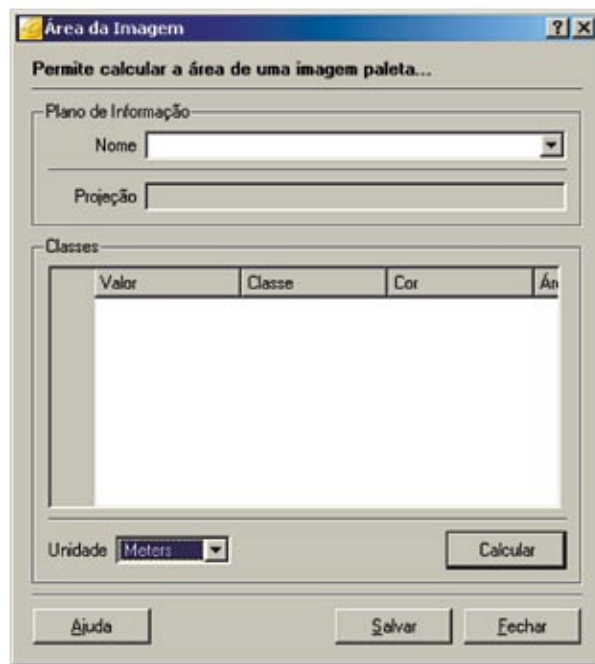 Área da Imagem
Permite calcular a área de uma imagem paleta...
Plano de Informação
Nome
Projeção
Classes
Valor Classe Cor Áre
Unidade Meters Calcular
Ajuda Salvar Fechar